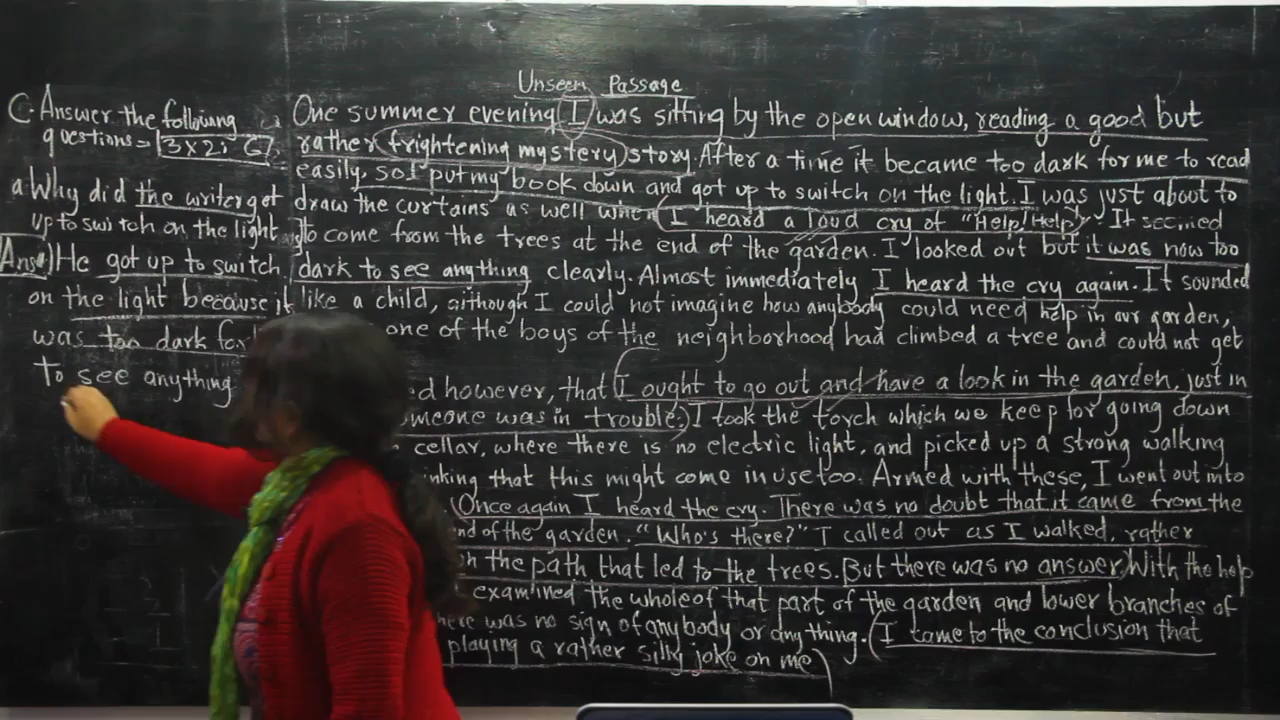 Unseen Passage
C. Answer the following
questions = 3x2=6
a Why did the writer get
up to switch on the light
Ans) He got up to switch
on the light because it
was too dark for
to see anything
One summer evening I was sitting by the open window, reading a good but
rather frightening mystery story. After a time it became too dark for me to read
easily, so I put my book down and got up to switch on the light. I was just about to
draw the curtains as well when I heard a loud cry of "Help! Help!" It seemed
to come from the trees at the end of the garden. I looked out but it was now too
dark to see anything clearly. Almost immediately I heard the cry again. It sounded
like a child, although I could not imagine how anybody could need help in our garden,
one of the boys of the neighborhood had climbed a tree and could not get
ed however, that I ought to go out and have a look in the garden, just in
omeone was in trouble. I took the torch which we keep for going down
cellar, where there is no electric light, and picked up a strong walking
inking that this might come in use too. Armed with these, I went out into
Once again I heard the cry. There was no doubt that it came from the
nd of the garden. "Who's there?" I called out as I walked, rather
the path that led to the trees. But there was no answer. With the help
examined the whole of that part of the garden and lower branches of
here was no sign of anybody or anything. I came to the conclusion that
playing a rather silly joke on me